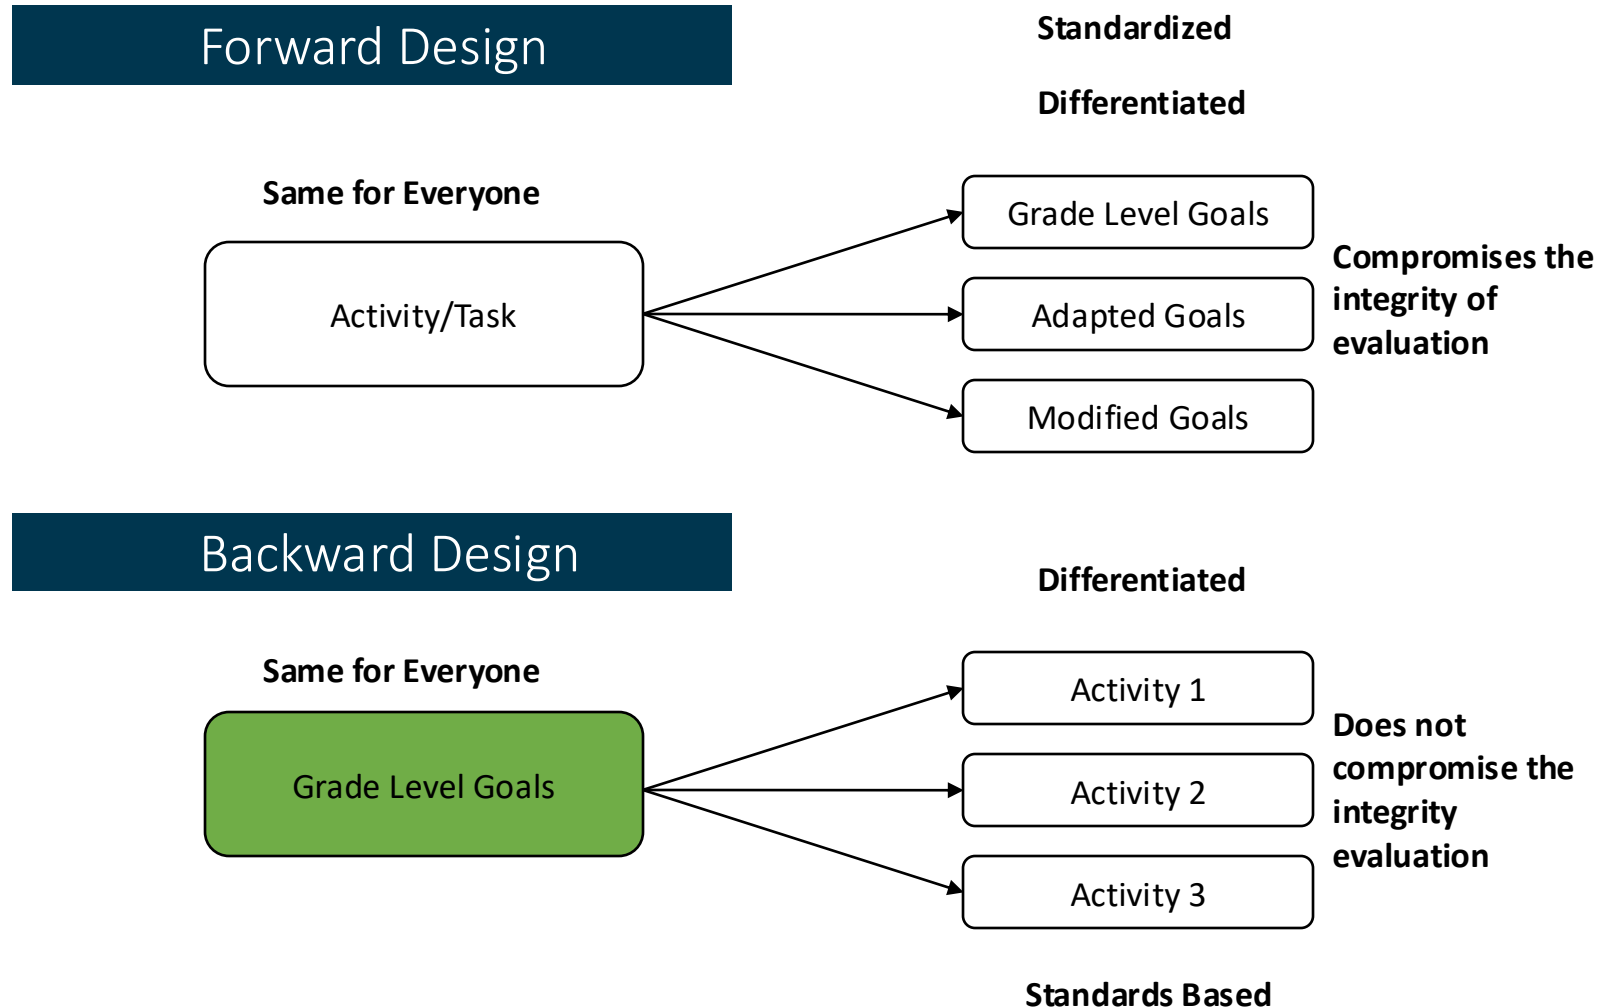 Forward Design
Standardized
Differentiated
Same for Everyone
Activity/Task
Grade Level Goals
Adapted Goals
Modified Goals
Compromises the
integrity of
evaluation
Backward Design
Differentiated
Same for Everyone
Grade Level Goals
Activity 1
Activity 2
Activity 3
Does not
compromise the
integrity
evaluation
Standards Based